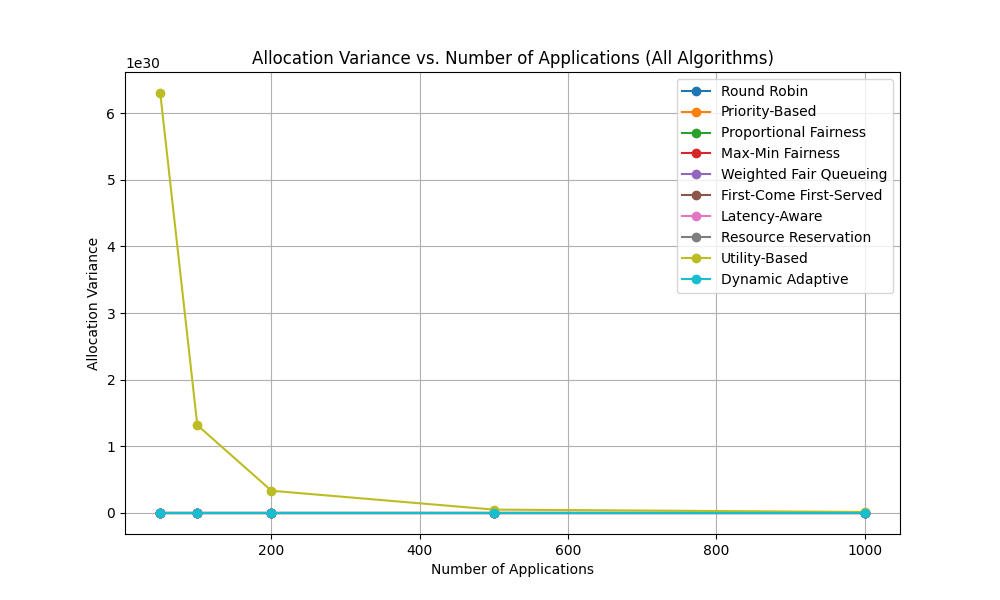 Allocation Variance vs. Number of Applications (All Algorithms)
1e30
6
5
4
3
2
1
0
Allocation Variance
Round Robin
Priority-Based
Proportional Fairness
Max-Min Fairness
Weighted Fair Queueing
First-Come First-Served
Latency-Aware
Resource Reservation
Utility-Based
Dynamic Adaptive
200 400 600 800 1000
Number of Applications